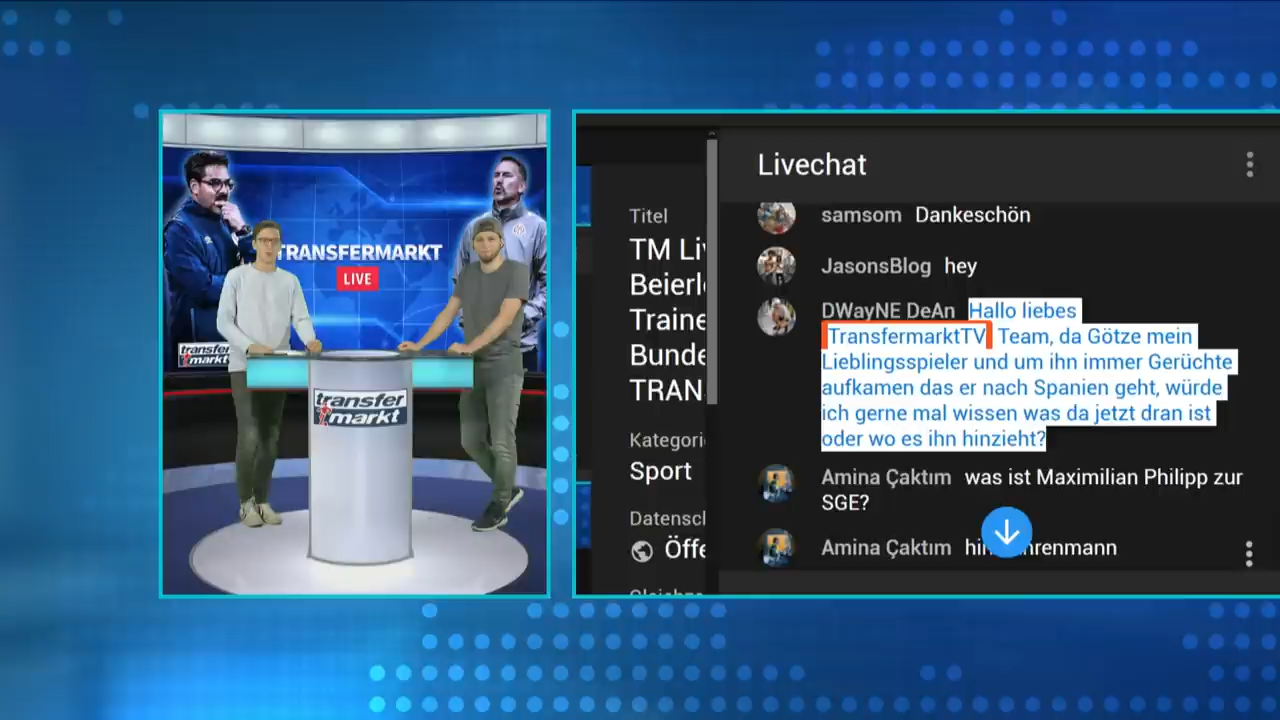 TRANSFERMARKT
LIVE
transfer
markt
transfer
markt
Titel
TM Liv
Beierl
Traine
Bunde
TRAN
Kategori
Sport
Datensc
Öffe
Livechat
samsom Dankeschön
JasonsBlog hey
DWayNE DeAn Hallo liebes
TransfermarktTV Team, da Götze mein
Lieblingsspieler und um ihn immer Gerüchte
aufkamen das er nach Spanien geht, würde
ich gerne mal wissen was da jetzt dran ist
oder wo es ihn hinzieht?
Amina Çaktım was ist Maximilian Philipp zur
SGE?
Amina Çaktım